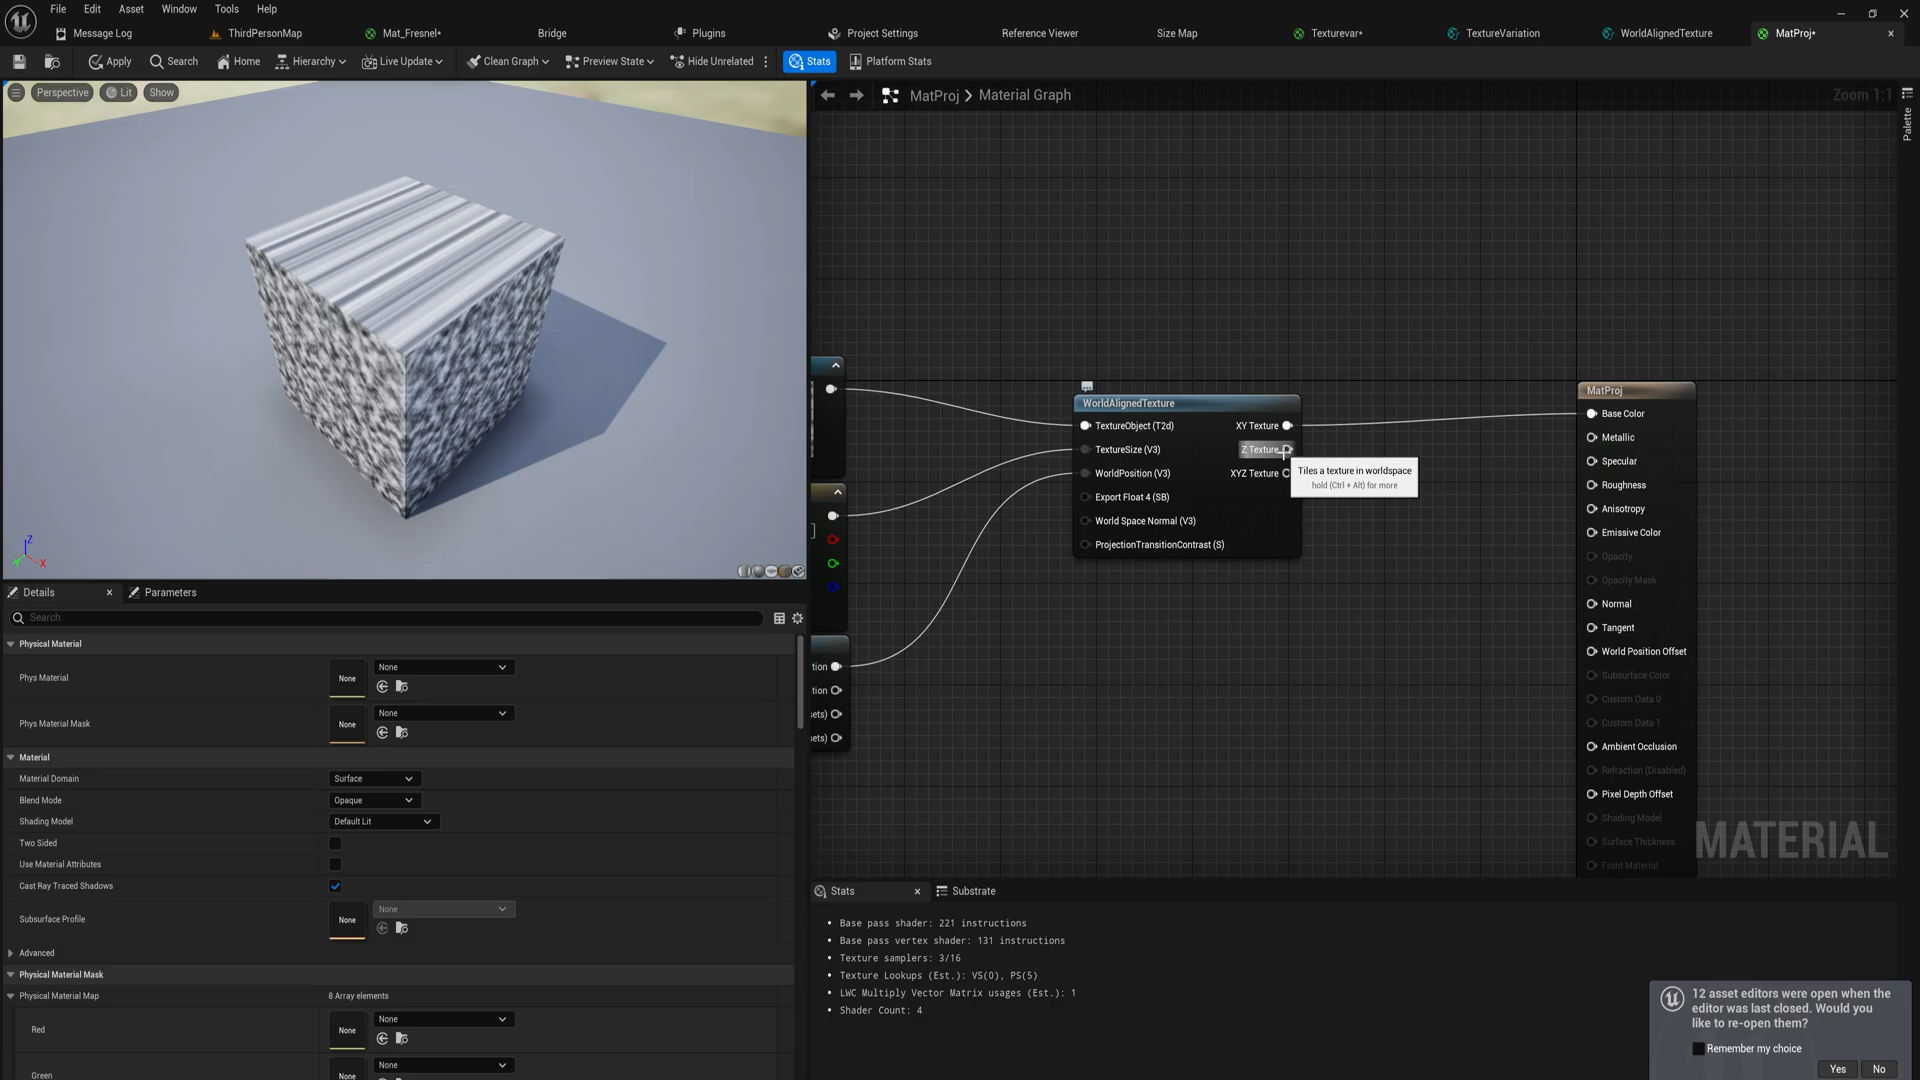 File Edit Asset Window Tools Help
Message Log ThirdPersonMap Mat_Fresnel* Bridge Plugins Project Settings Reference Viewer Size Map Texturevar* TextureVariation WorldAlignedTexture MatProj*
Apply Search Home Hierarchy Live Update Clean Graph Preview State Hide Unrelated Stats Platform Stats
Perspective Lit Show
MatProj > Material Graph
Zoom 1:1
Palette
Z
X
WorldAlignedTexture
TextureObject (T2d) XY Texture
TextureSize (V3) Z Texture
WorldPosition (V3) XYZ Texture
Export Float 4 (SB)
World Space Normal (V3)
ProjectionTransitionContrast (S)
Tiles a texture in worldspace
hold (Ctrl + Alt) for more
tion
tion
sets)
sets)
MatProj
Base Color
Metallic
Specular
Roughness
Anisotropy
Emissive Color
Opacity
Opacity Mask
Normal
Tangent
World Position Offset
Subsurface Color
Custom Data 0
Custom Data 1
Ambient Occlusion
Refraction (Disabled)
Pixel Depth Offset
Shading Model
Surface Thickness
Front Material
MATERIAL
Details Parameters
Search
Physical Material
Phys Material None None
Phys Material Mask None None
Material
Material Domain Surface
Blend Mode Opaque
Shading Model Default Lit
Two Sided
Use Material Attributes
Cast Ray Traced Shadows
Subsurface Profile None None
Advanced
Physical Material Mask
Physical Material Map 8 Array elements
Red None None
Green None None
Stats Substrate
• Base pass shader: 221 instructions
• Base pass vertex shader: 131 instructions
• Texture samplers: 3/16
• Texture Lookups (Est.): VS(0), PS(5)
• LWC Multiply Vector Matrix usages (Est.): 1
• Shader Count: 4
12 asset editors were open when the
editor was last closed. Would you
like to re-open them?
Remember my choice
Yes No